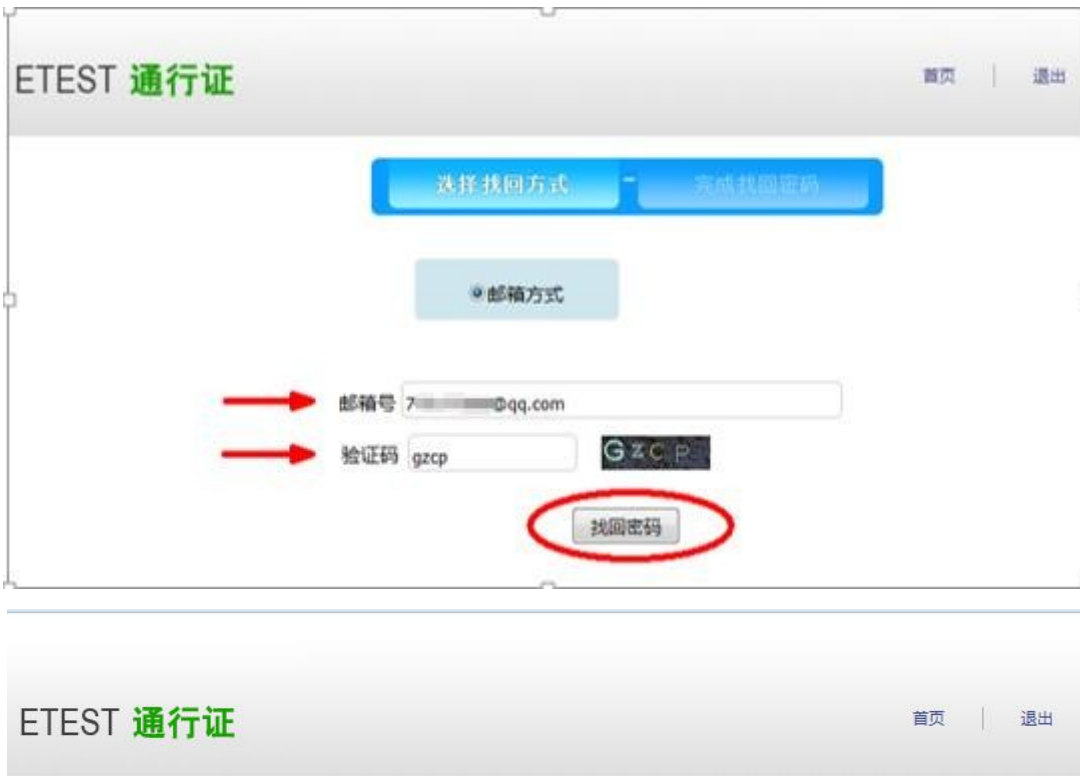 ETEST 通行证
首页 | 退出
选择找回方式 - 完成找回密码
邮箱方式
邮箱号 7 @qq.com
验证码 gzcp GZCP
找回密码
ETEST 通行证
首页 | 退出